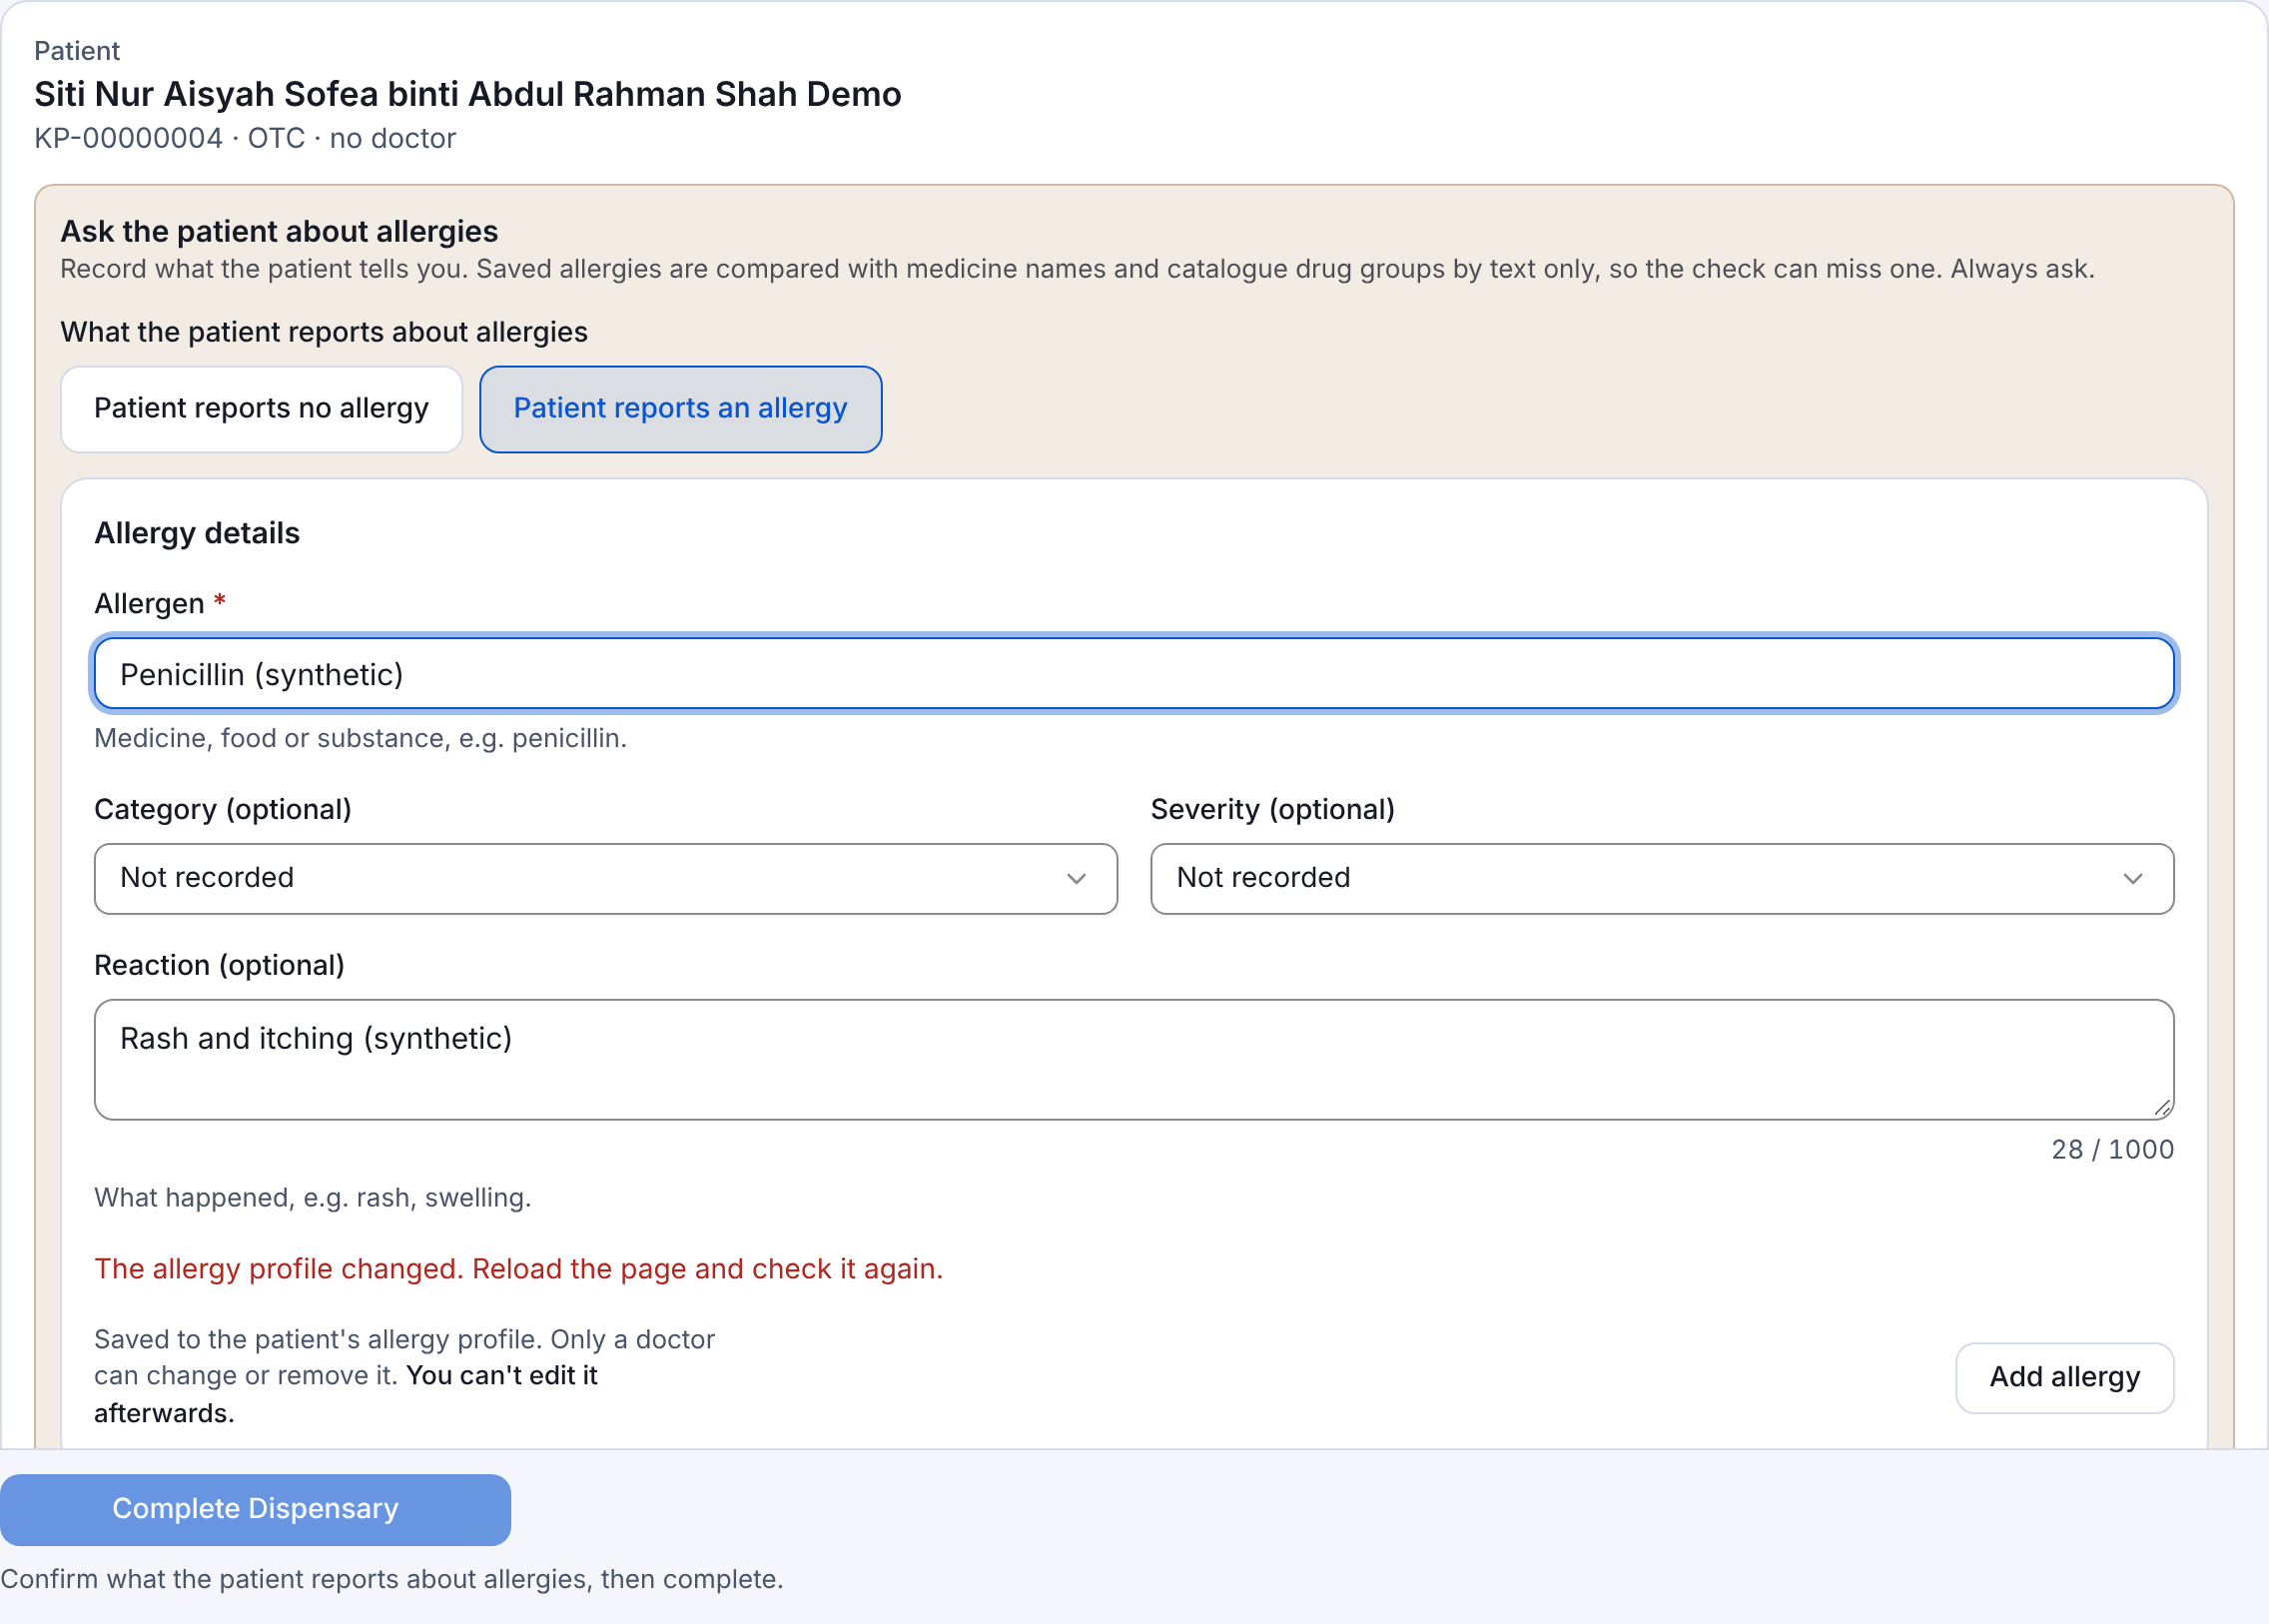 Patient
Siti Nur Aisyah Sofea binti Abdul Rahman Shah Demo
KP-00000004 · OTC · no doctor
Ask the patient about allergies
Record what the patient tells you. Saved allergies are compared with medicine names and catalogue drug groups by text only, so the check can miss one. Always ask.
What the patient reports about allergies
Patient reports no allergy
Patient reports an allergy
Allergy details
Allergen *
Penicillin (synthetic)
Medicine, food or substance, e.g. penicillin.
Category (optional)
Severity (optional)
Not recorded
Not recorded
Reaction (optional)
Rash and itching (synthetic)
28 / 1000
What happened, e.g. rash, swelling.
The allergy profile changed. Reload the page and check it again.
Saved to the patient's allergy profile. Only a doctor
can change or remove it. You can't edit it
afterwards.
Add allergy
Complete Dispensary
Confirm what the patient reports about allergies, then complete.